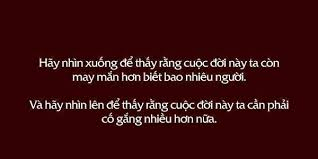 Hãy nhìn xuống để thấy rằng cuộc đời này ta còn
may mắn hơn biết bao nhiêu người.
Và hãy nhìn lên để thấy rằng cuộc đời này ta cần phải
cố gắng nhiều hơn nữa.